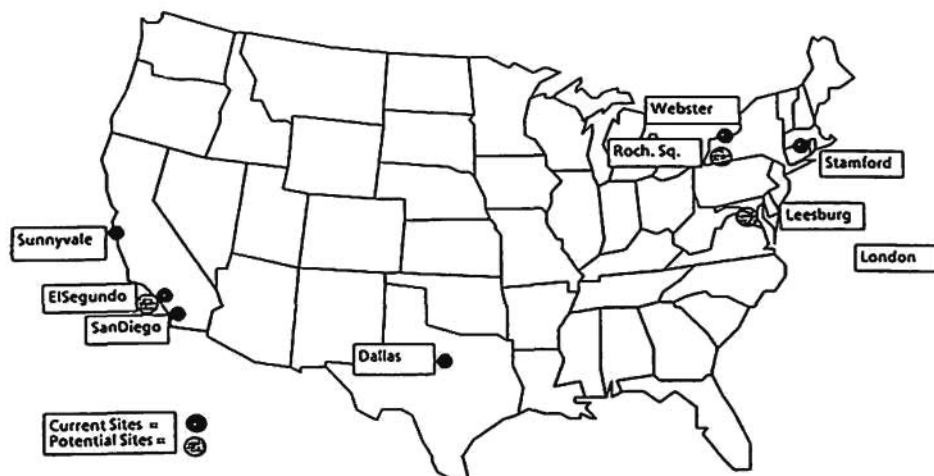 Webster
Roch. Sq.
Stamford
Leesburg
Sunnyvale
London
ElSegundo
SanDiego
Dallas
Current Sites =
Potential Sites =